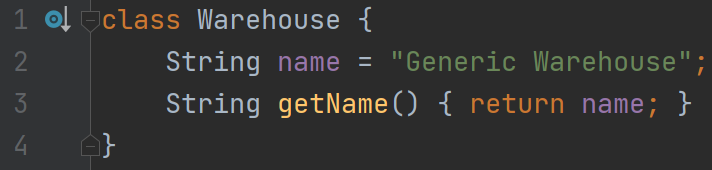 1 class Warehouse {
2     String name = "Generic Warehouse";
3     String getName() { return name; }
4 }